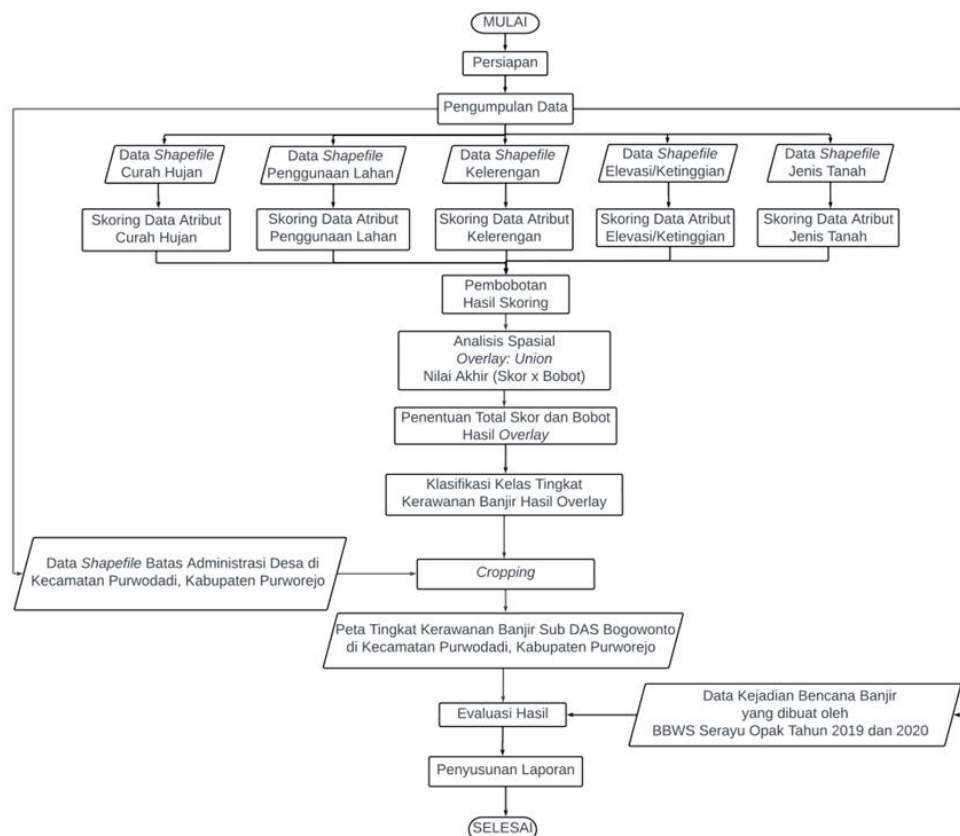 MULAI
Persiapan
Pengumpulan Data
Data Shapefile
Curah Hujan
Data Shapefile
Penggunaan Lahan
Data Shapefile
Kelerengan
Data Shapefile
Elevasi/Ketinggian
Data Shapefile
Jenis Tanah
Skoring Data Atribut
Curah Hujan
Skoring Data Atribut
Penggunaan Lahan
Skoring Data Atribut
Kelerengan
Skoring Data Atribut
Elevasi/Ketinggian
Skoring Data Atribut
Jenis Tanah
Pembobotan
Hasil Skoring
Analisis Spasial
Overlay: Union
Nilai Akhir (Skor x Bobot)
Penentuan Total Skor dan Bobot
Hasil Overlay
Klasifikasi Kelas Tingkat
Kerawanan Banjir Hasil Overlay
Data Shapefile Batas Administrasi Desa di
Kecamatan Purwodadi, Kabupaten Purworejo
Cropping
Peta Tingkat Kerawanan Banjir Sub DAS Bogowonto
di Kecamatan Purwodadi, Kabupaten Purworejo
Evaluasi Hasil
Data Kejadian Bencana Banjir
yang dibuat oleh
BBWS Serayu Opak Tahun 2019 dan 2020
Penyusunan Laporan
SELESAI